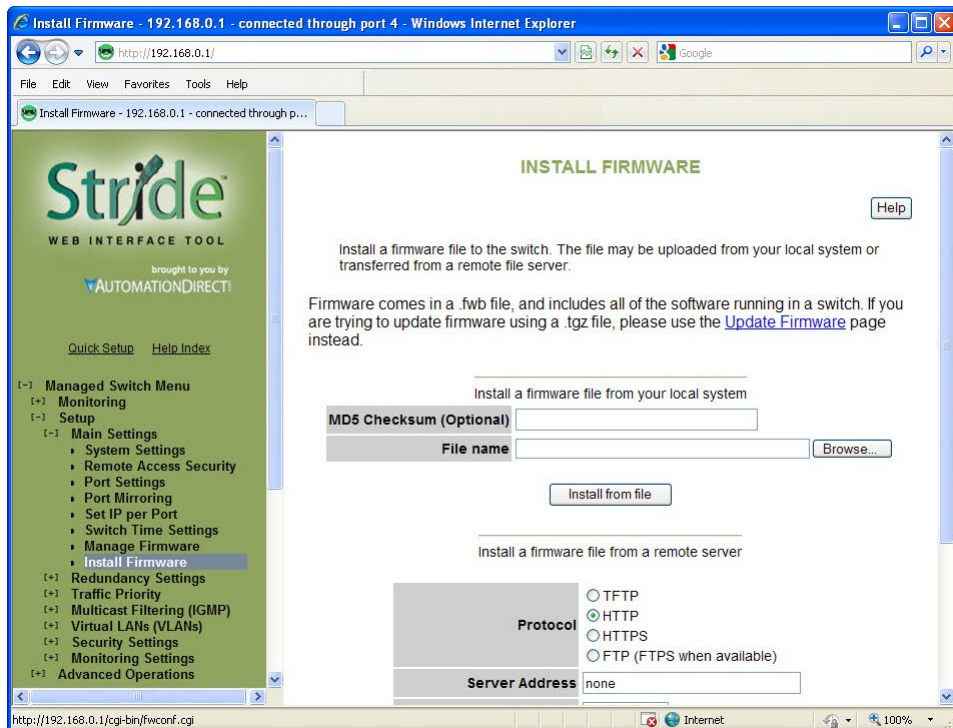 Install Firmware - 192.168.0.1 - connected through port 4 - Windows Internet Explorer
http://192.168.0.1/
Google
File Edit View Favorites Tools Help
Install Firmware - 192.168.0.1 - connected through p...
Stride™
WEB INTERFACE TOOL
brought to you by
AUTOMATIONDIRECT
Quick Setup Help Index
[-] Managed Switch Menu
[+] Monitoring
[-] Setup
[-] Main Settings
System Settings
Remote Access Security
Port Settings
Port Mirroring
Set IP per Port
Switch Time Settings
Manage Firmware
Install Firmware
[+] Redundancy Settings
[+] Traffic Priority
[+] Multicast Filtering (IGMP)
[+] Virtual LANs (VLANs)
[+] Security Settings
[+] Monitoring Settings
[+] Advanced Operations
INSTALL FIRMWARE
Help
Install a firmware file to the switch. The file may be uploaded from your local system or
transferred from a remote file server.
Firmware comes in a .fwb file, and includes all of the software running in a switch. If you
are trying to update firmware using a .tgz file, please use the Update Firmware page
instead.
Install a firmware file from your local system
MD5 Checksum (Optional)
File name Browse...
Install from file
Install a firmware file from a remote server
Protocol
TFTP
HTTP
HTTPS
FTP (FTPS when available)
Server Address none
http://192.168.0.1/cgi-bin/fwconf.cgi
Internet
100%